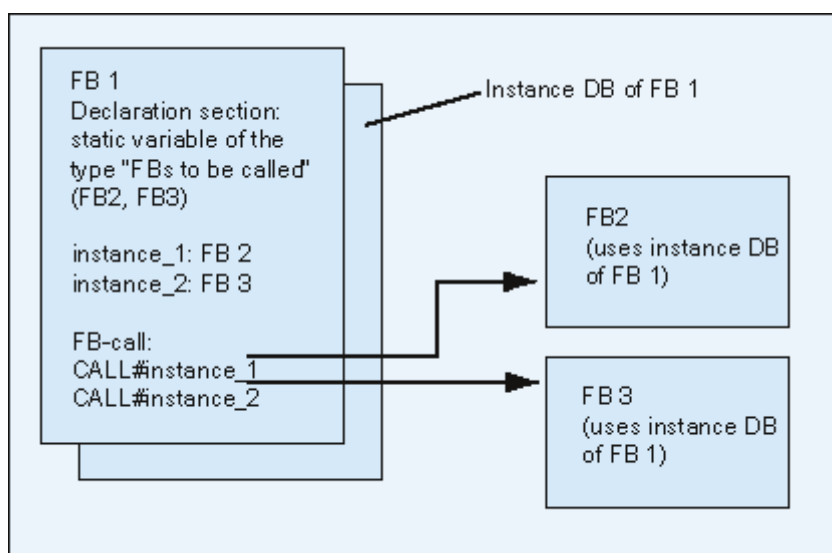 FB 1
Declaration section:
static variable of the
type "FBs to be called"
(FB2, FB3)
instance_1: FB 2
instance_2: FB 3
FB-call:
CALL#instance_1
CALL#instance_2
Instance DB of FB 1
FB2
(uses instance DB
of FB 1)
FB 3
(uses instance DB
of FB 1)